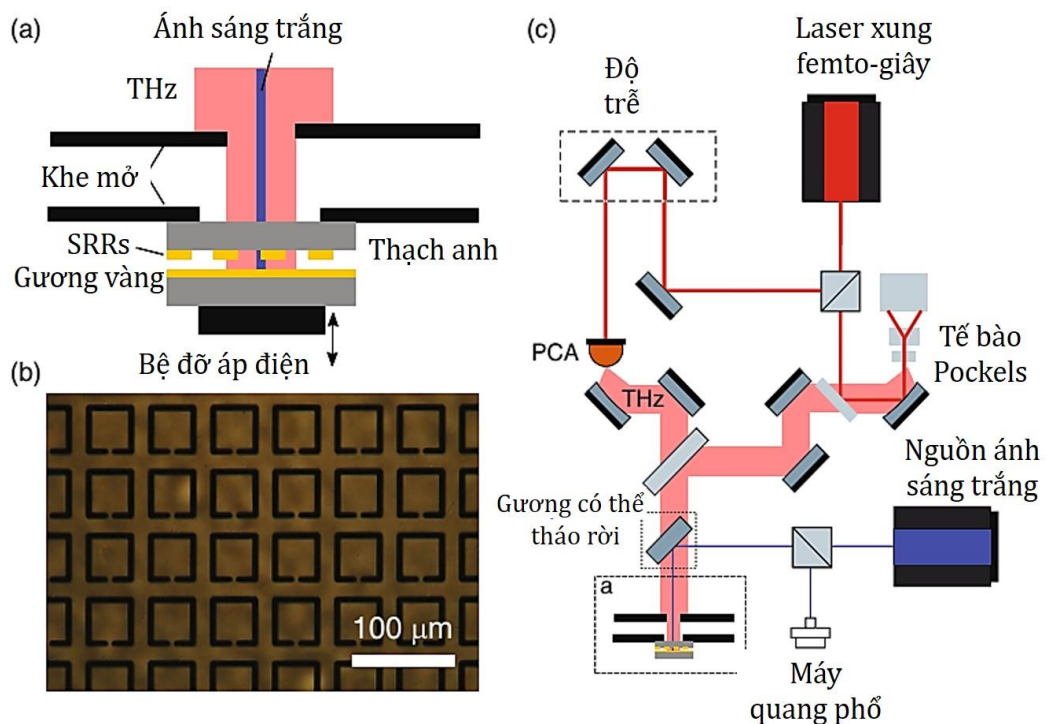 (a)
Ánh sáng trắng
THz
Khe mở
SRRs
Gương vàng
Thạch anh
Bệ đỡ áp điện
(b)
100 μm
(c)
Laser xung
femto-giây
Độ
trễ
PCA
THz
Tế bào
Pockels
Nguồn ánh
sáng trắng
Gương có thể
tháo rời
a
Máy
quang phổ